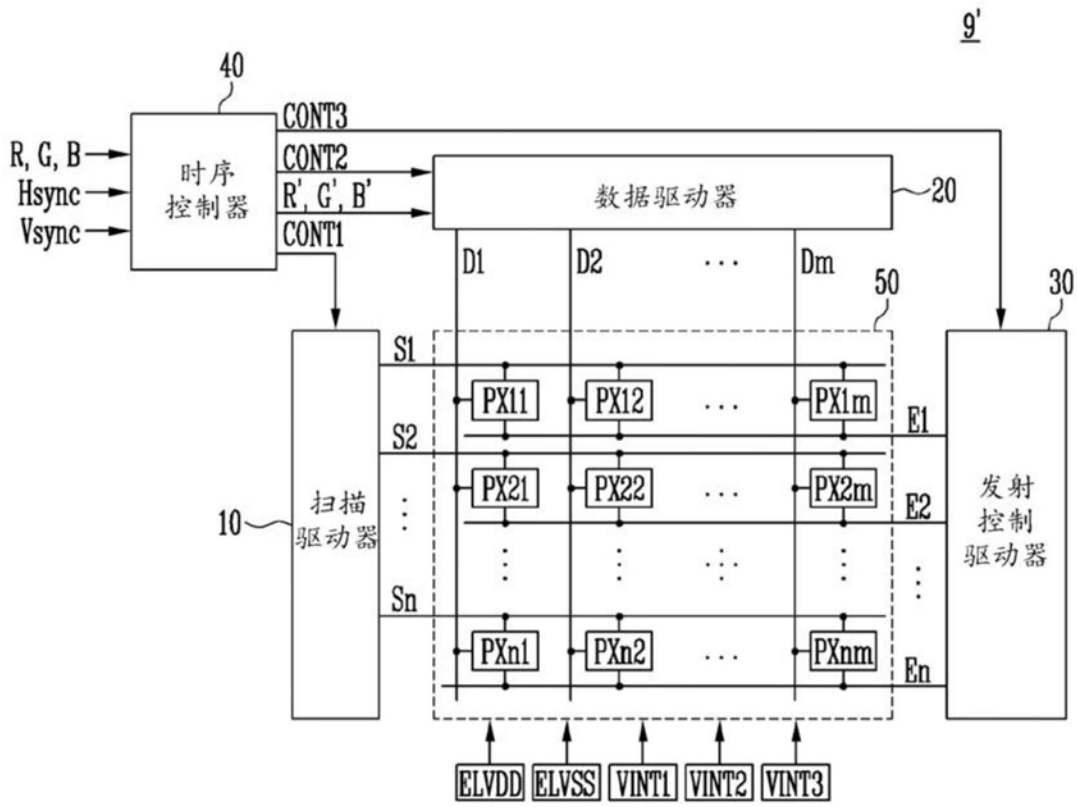 9'
40
CONT3
R, G, B
Hsync
Vsync
时序
控制器
CONT2
R', G', B'
CONT1
数据驱动器
20
D1 D2 ... Dm
50
30
S1
PX11 PX12 ... PX1m
E1
S2
PX21 PX22 ... PX2m
E2
10
扫描
驱动器
发射
控制
驱动器
Sn
PXn1 PXn2 ... PXnm
En
ELVDD ELVSS VINT1 VINT2 VINT3